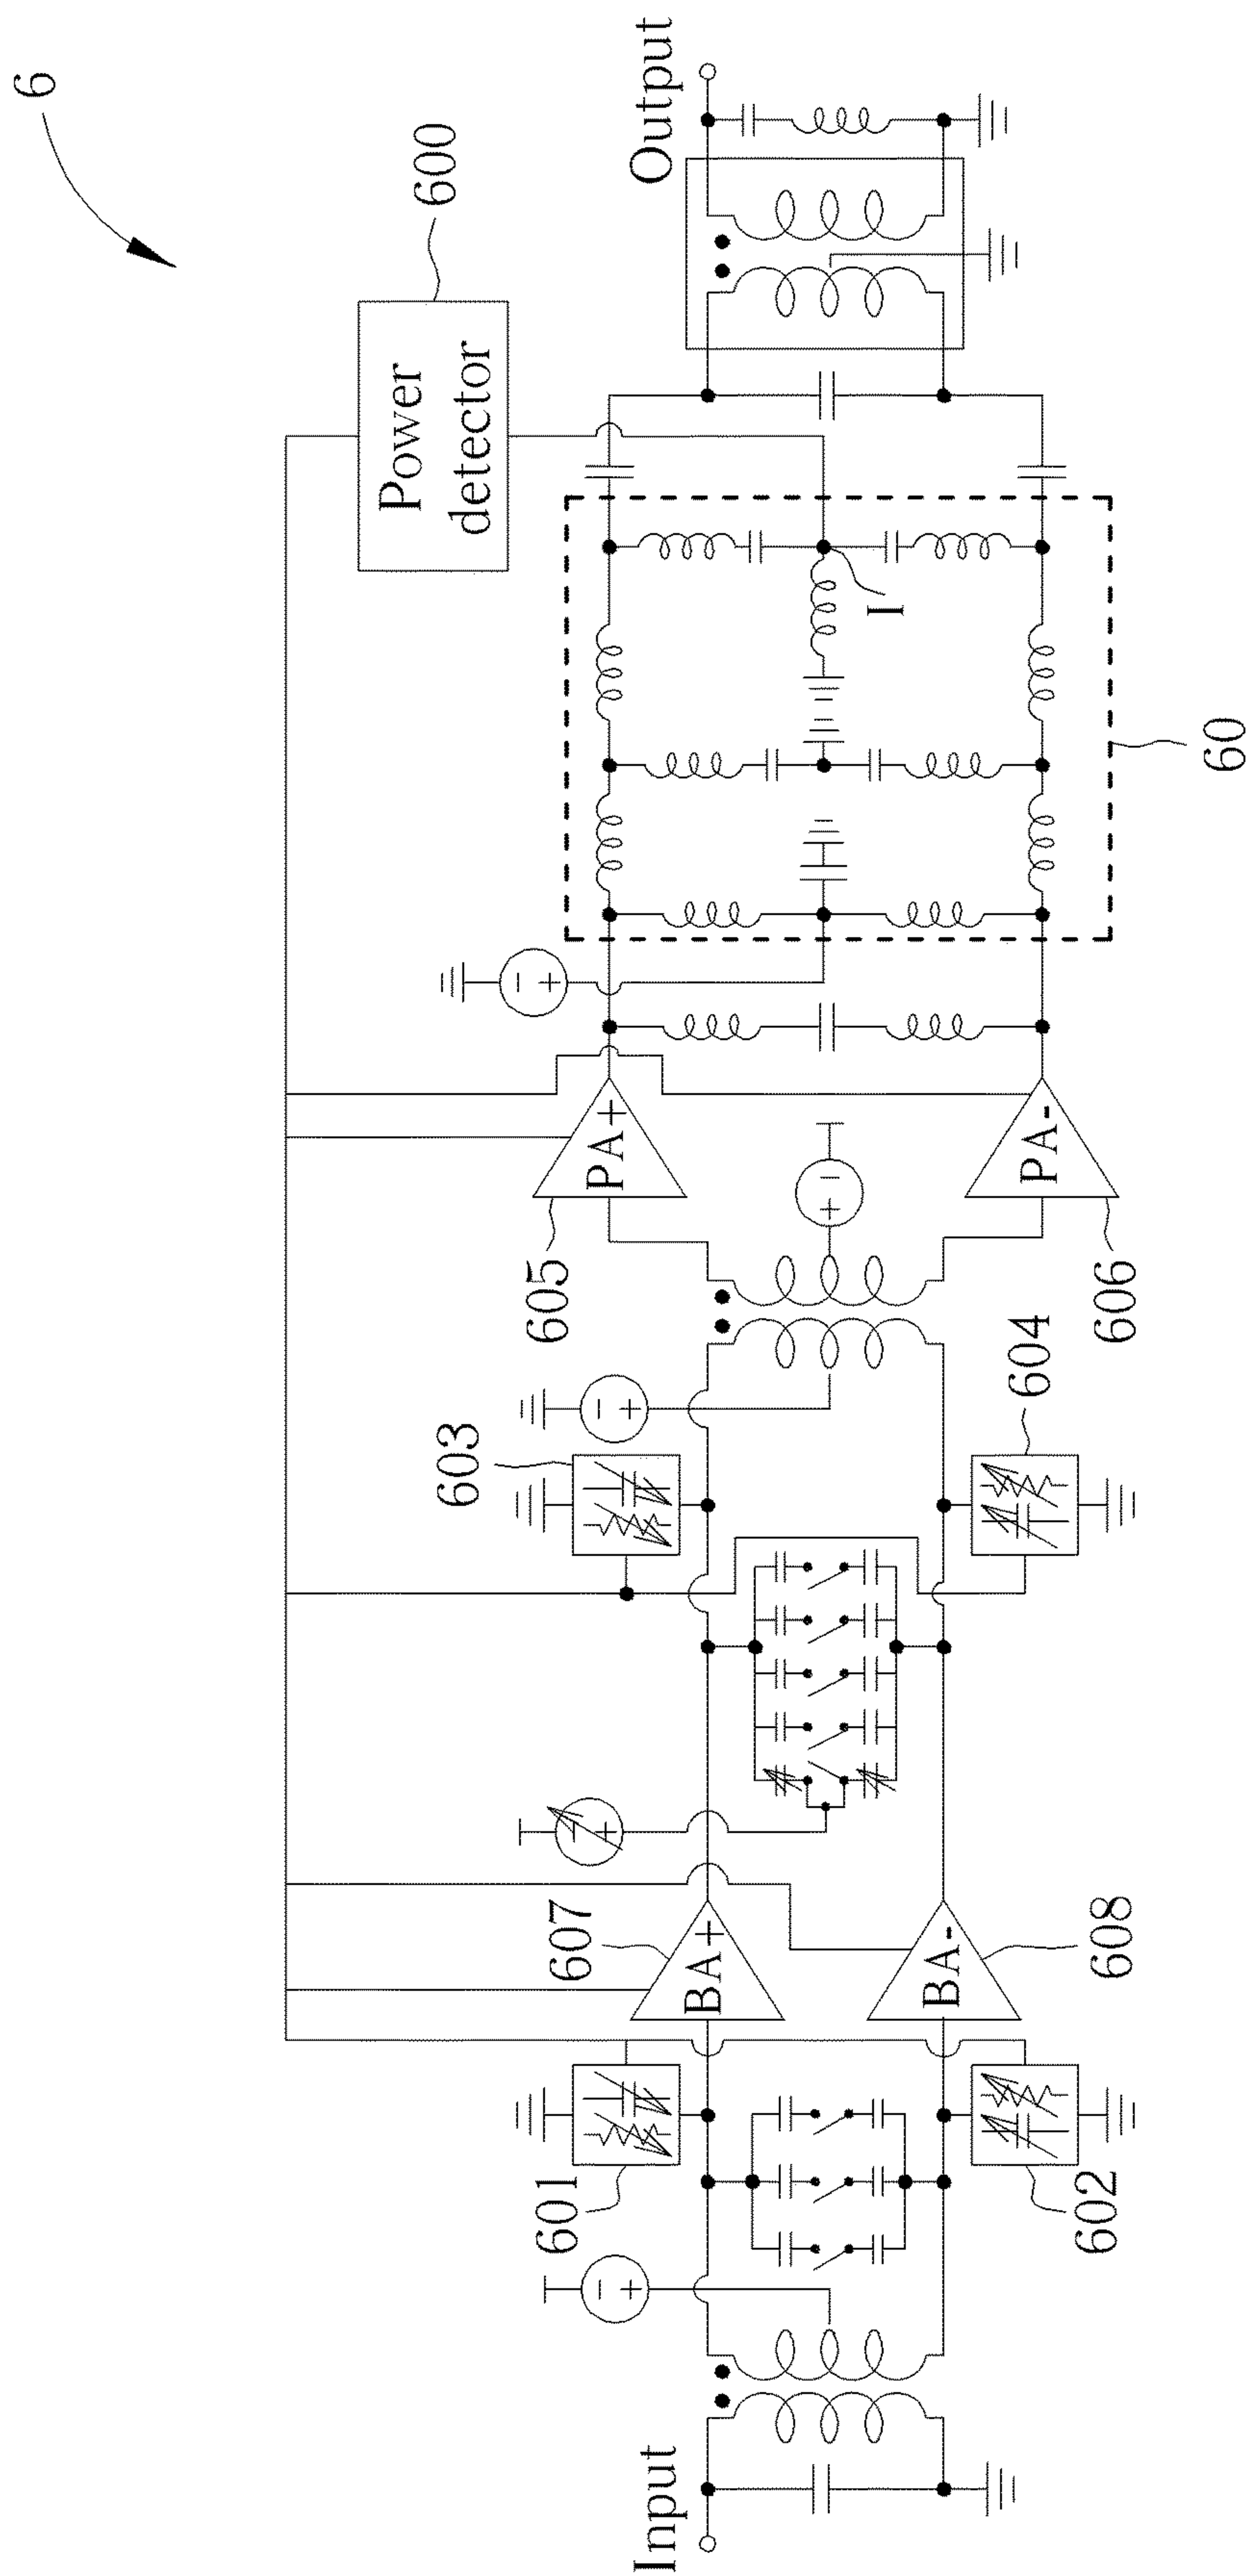 6
600
Power
detector
Output
I
60
PA+
605
PA-
606
603
604
BA+
607
BA-
608
601
602
Input